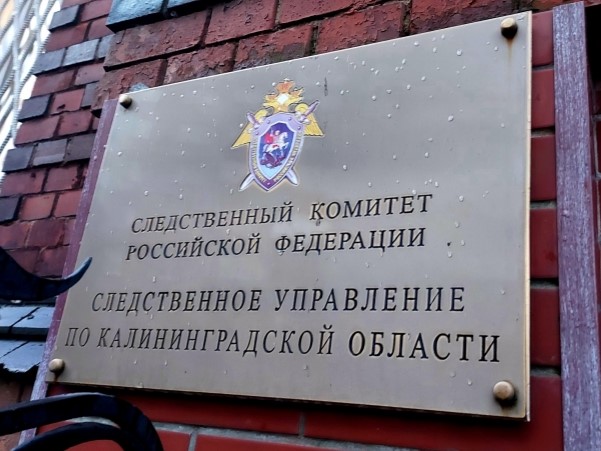 СЛЕДСТВЕННЫЙ КОМИТЕТ
РОССИЙСКОЙ ФЕДЕРАЦИИ
СЛЕДСТВЕННОЕ УПРАВЛЕНИЕ
ПО КАЛИНИНГРАДСКОЙ ОБЛАСТИ